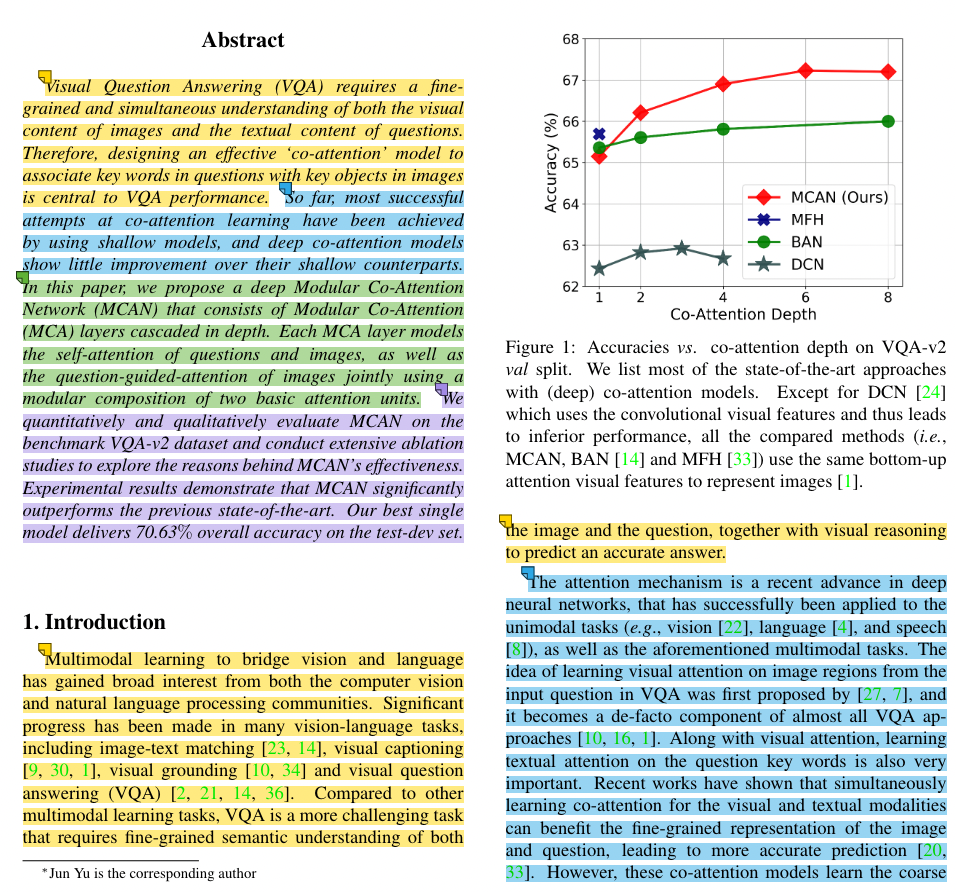 Abstract
Visual Question Answering (VQA) requires a fine-
grained and simultaneous understanding of both the visual
content of images and the textual content of questions.
Therefore, designing an effective ‘co-attention’ model to
associate key words in questions with key objects in images
is central to VQA performance. So far, most successful
attempts at co-attention learning have been achieved
by using shallow models, and deep co-attention models
show little improvement over their shallow counterparts.
In this paper, we propose a deep Modular Co-Attention
Network (MCAN) that consists of Modular Co-Attention
(MCA) layers cascaded in depth. Each MCA layer models
the self-attention of questions and images, as well as
the question-guided-attention of images jointly using a
modular composition of two basic attention units. We
quantitatively and qualitatively evaluate MCAN on the
benchmark VQA-v2 dataset and conduct extensive ablation
studies to explore the reasons behind MCAN's effectiveness.
Experimental results demonstrate that MCAN significantly
outperforms the previous state-of-the-art. Our best single
model delivers 70.63% overall accuracy on the test-dev set.
1. Introduction
Multimodal learning to bridge vision and language
has gained broad interest from both the computer vision
and natural language processing communities. Significant
progress has been made in many vision-language tasks,
including image-text matching [23, 14], visual captioning
[9, 30, 1], visual grounding [10, 34] and visual question
answering (VQA) [2, 21, 14, 36]. Compared to other
multimodal learning tasks, VQA is a more challenging task
that requires fine-grained semantic understanding of both
*Jun Yu is the corresponding author
68
67
66
65
64
63
62
Accuracy (%)
MCAN (Ours)
MFH
BAN
DCN
1 2 4 6 8
Co-Attention Depth
Figure 1: Accuracies vs. co-attention depth on VQA-v2
val split. We list most of the state-of-the-art approaches
with (deep) co-attention models. Except for DCN [24]
which uses the convolutional visual features and thus leads
to inferior performance, all the compared methods (i.e.,
MCAN, BAN [14] and MFH [33]) use the same bottom-up
attention visual features to represent images [1].
the image and the question, together with visual reasoning
to predict an accurate answer.
The attention mechanism is a recent advance in deep
neural networks, that has successfully been applied to the
unimodal tasks (e.g., vision [22], language [4], and speech
[8]), as well as the aforementioned multimodal tasks. The
idea of learning visual attention on image regions from the
input question in VQA was first proposed by [27, 7], and
it becomes a de-facto component of almost all VQA ap-
proaches [10, 16, 1]. Along with visual attention, learning
textual attention on the question key words is also very
important. Recent works have shown that simultaneously
learning co-attention for the visual and textual modalities
can benefit the fine-grained representation of the image
and question, leading to more accurate prediction [20,
33]. However, these co-attention models learn the coarse